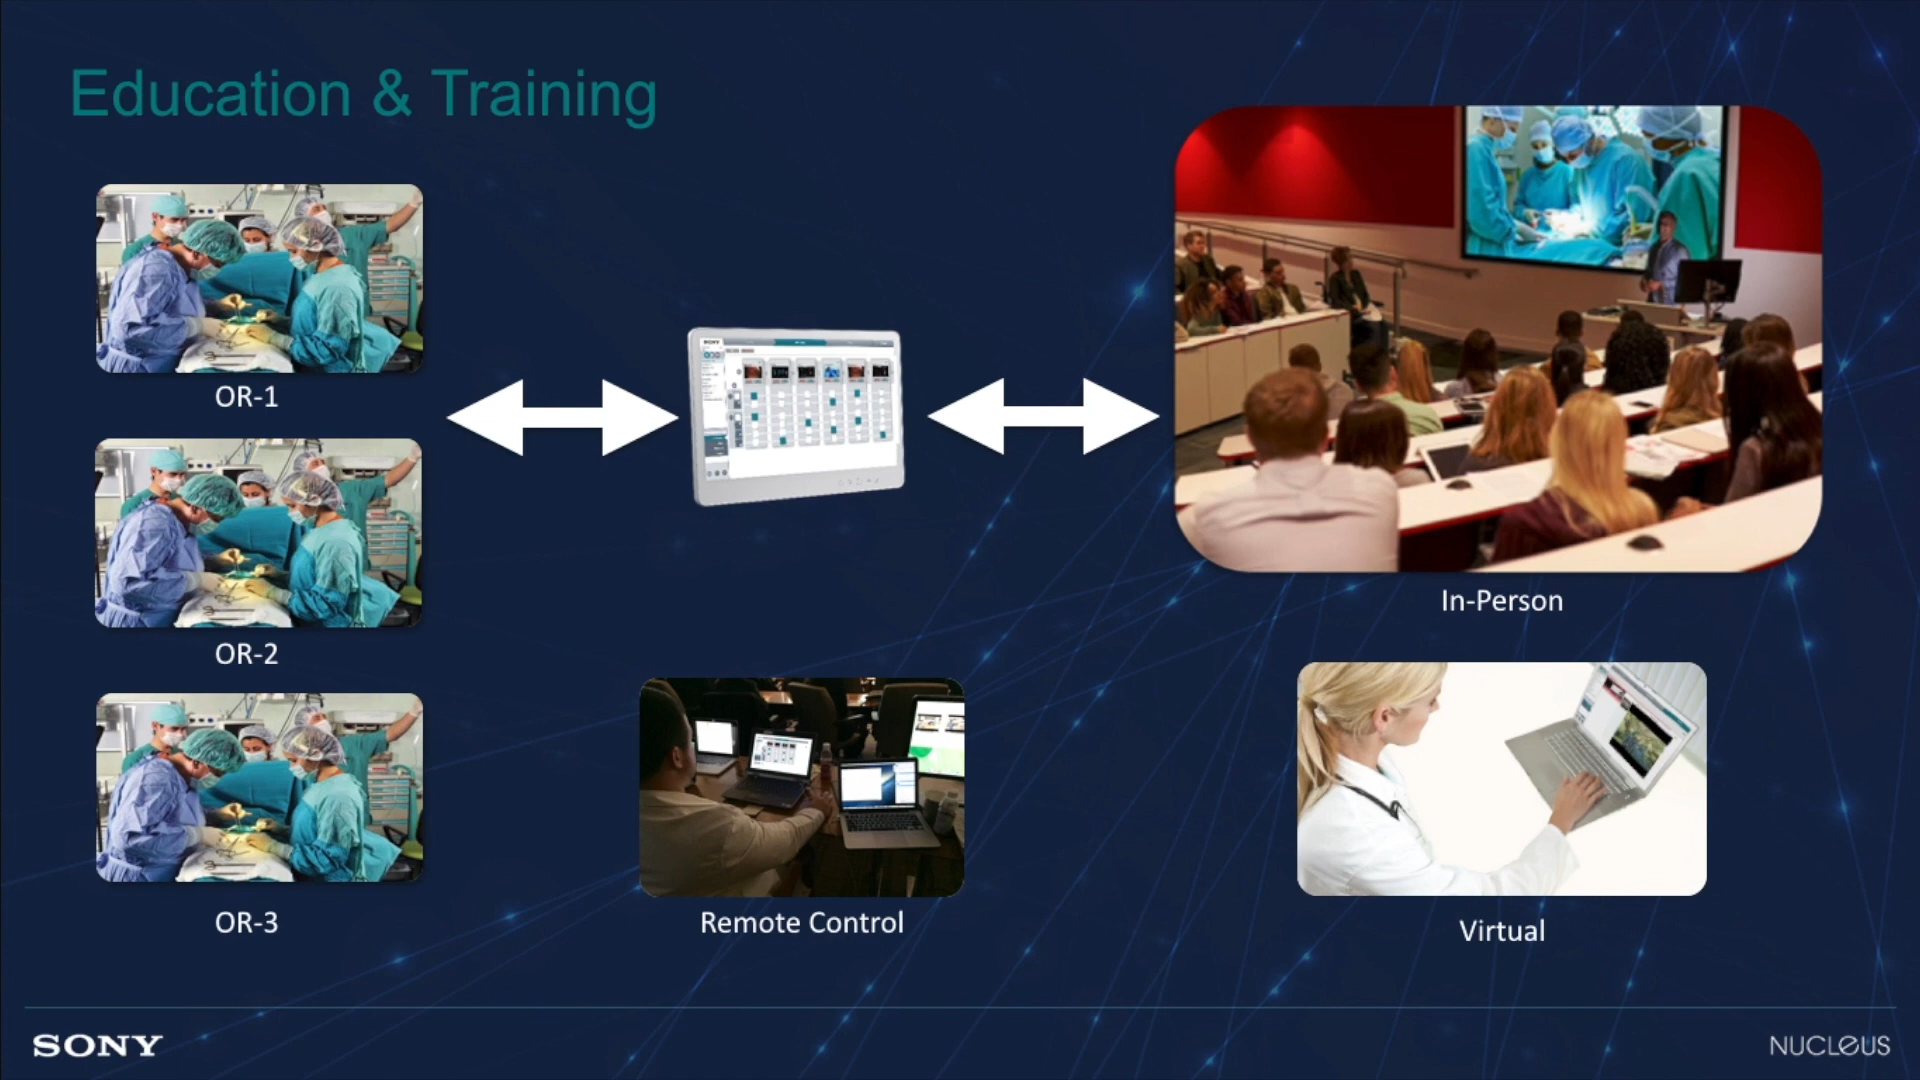 Education & Training
OR-1
OR-2
OR-3
Remote Control
In-Person
Virtual
SONY
NUCLeUS